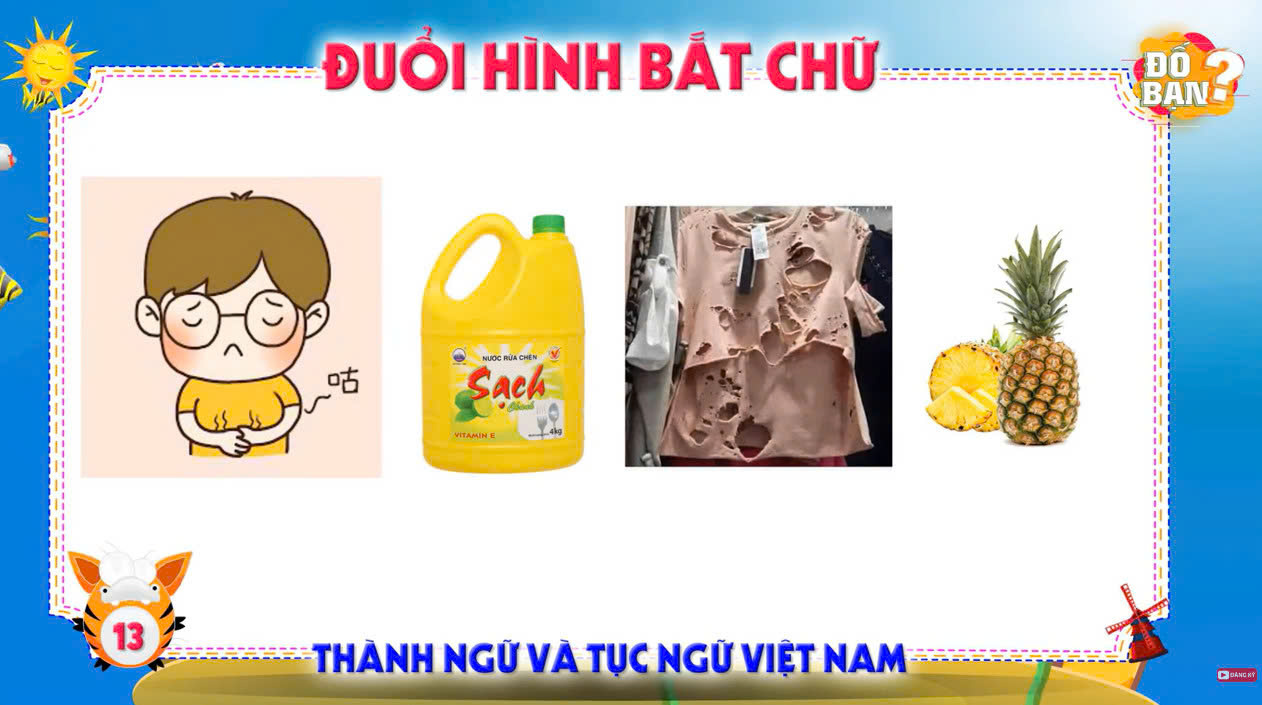 ĐUỔI HÌNH BẮT CHỮ
ĐỐ
BẠN?
咕
NƯỚC RỬA CHÉN
Sạch
Chanh
VITAMIN E
4kg
13
THÀNH NGỮ VÀ TỤC NGỮ VIỆT NAM
ĐĂNG KÝ